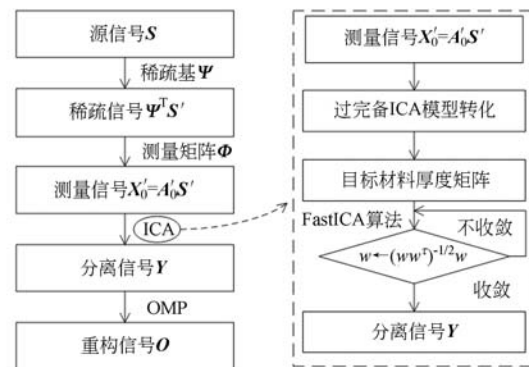 源信号S
稀疏基Ψ
稀疏信号Ψ^T S′
测量矩阵Φ
测量信号X′₀=A′₀S′
ICA
分离信号Y
OMP
重构信号O
测量信号X′₀=A′₀S′
过完备ICA模型转化
目标材料厚度矩阵
FastICA算法
不收敛
w←(ww^τ)^-1/2 w
收敛
分离信号Y